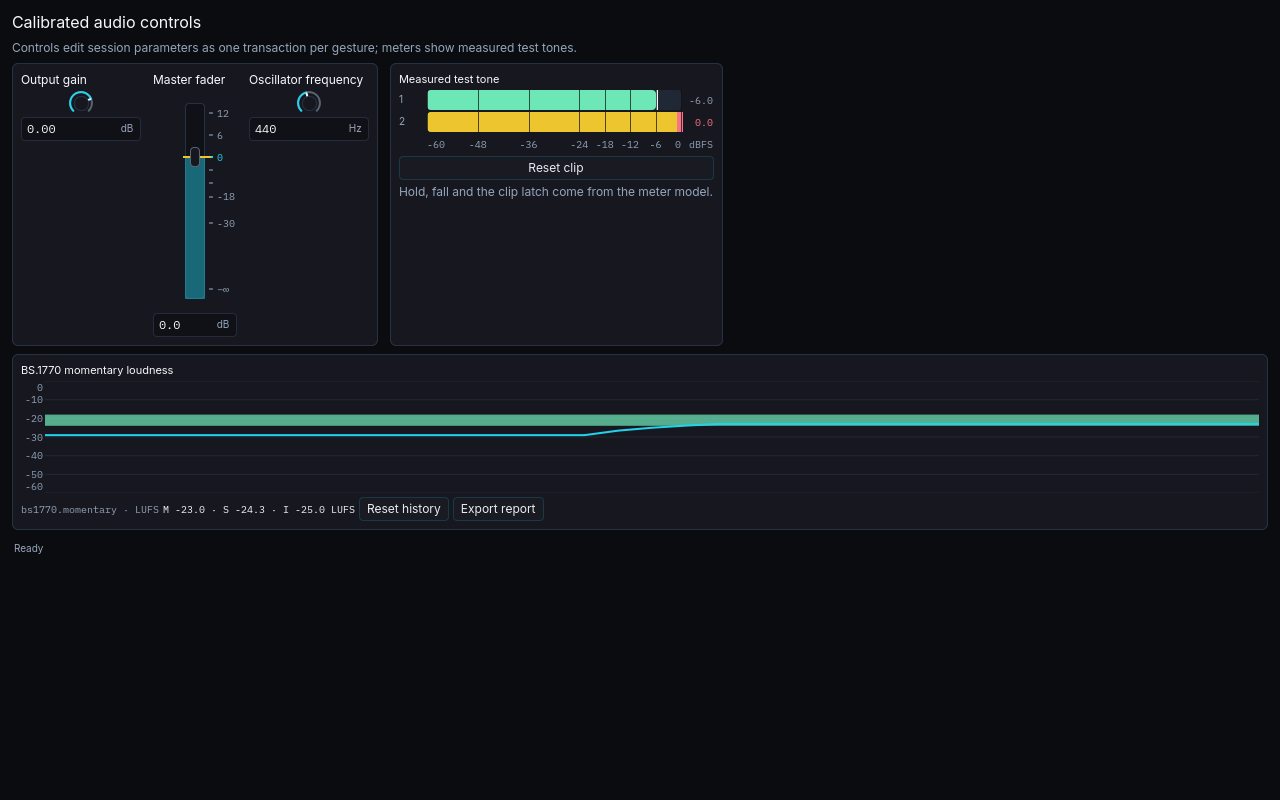 Calibrated audio controls
Controls edit session parameters as one transaction per gesture; meters show measured test tones.
Output gain
0.00 dB
Master fader
12
6
0
-18
-30
-∞
0.0 dB
Oscillator frequency
440 Hz
Measured test tone
1 -6.0
2 0.0
-60 -48 -36 -24 -18 -12 -6 0 dBFS
Reset clip
Hold, fall and the clip latch come from the meter model.
BS.1770 momentary loudness
0
-10
-20
-30
-40
-50
-60
bs1770.momentary · LUFS M -23.0 · S -24.3 · I -25.0 LUFS Reset history Export report
Ready